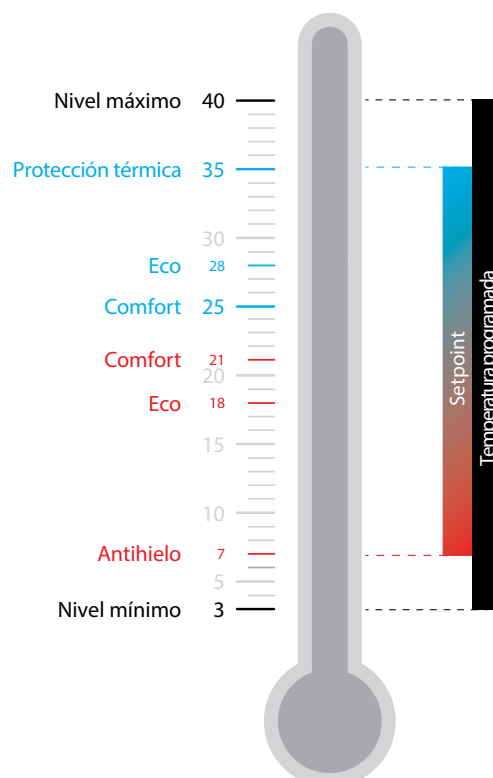 Nivel máximo 40
Protección térmica 35
30
Eco 28
Comfort 25
Comfort 21
20
Eco 18
15
10
Antihielo 7
5
Nivel mínimo 3
Setpoint
Temperatura programada